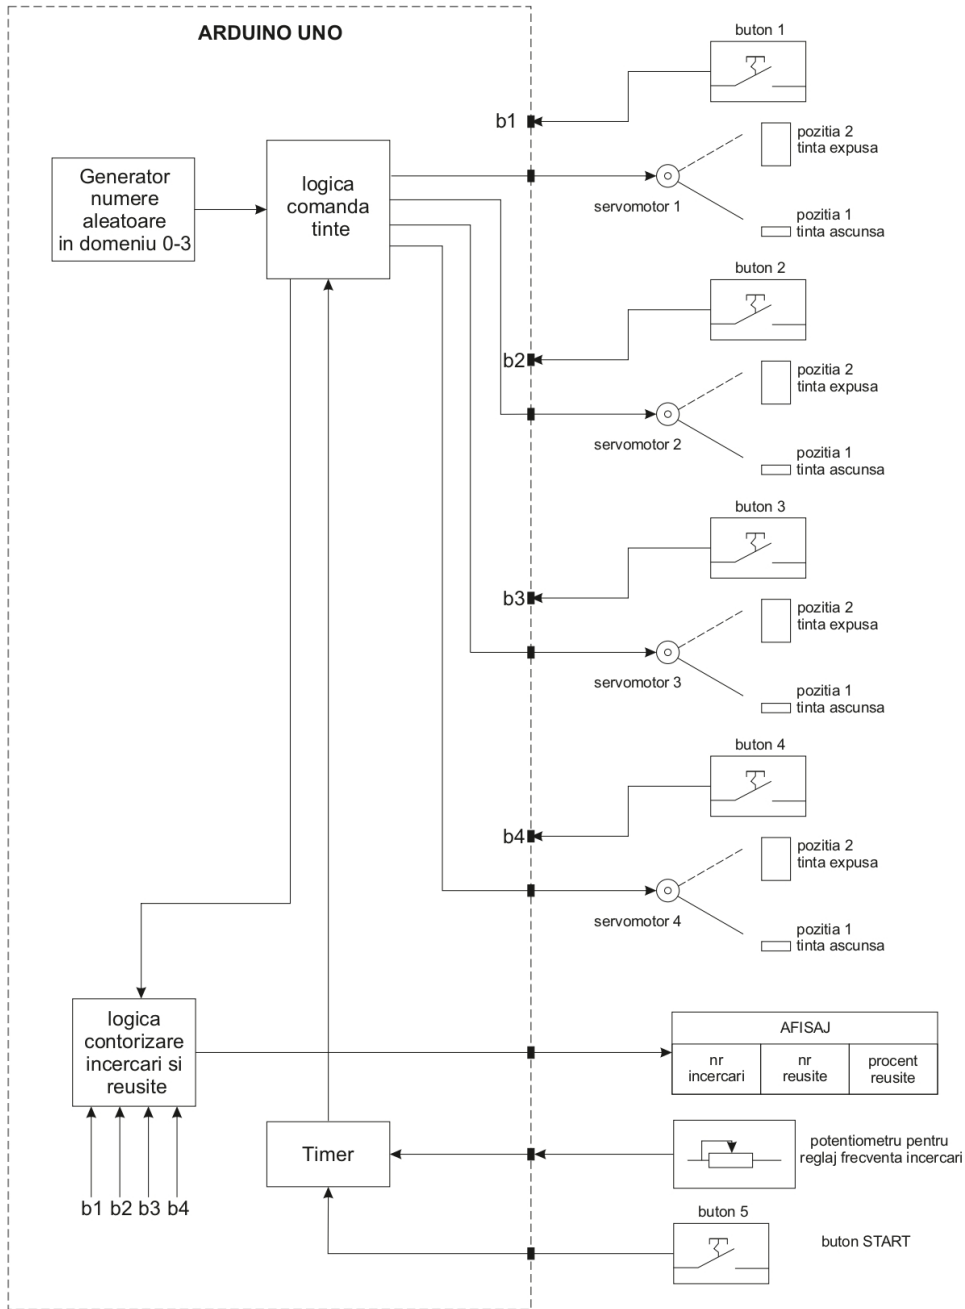 ARDUINO UNO
buton 1
b1
pozitia 2
tinta expusa
Generator
numere
aleatoare
in domeniu 0-3
logica
comanda
tinte
servomotor 1
pozitia 1
tinta ascunsa
buton 2
b2
pozitia 2
tinta expusa
servomotor 2
pozitia 1
tinta ascunsa
buton 3
b3
pozitia 2
tinta expusa
servomotor 3
pozitia 1
tinta ascunsa
buton 4
b4
pozitia 2
tinta expusa
servomotor 4
pozitia 1
tinta ascunsa
logica
contorizare
incercari si
reusite
b1 b2 b3 b4
AFISAJ
nr
incercari
nr
reusite
procent
reusite
Timer
potentiometru pentru
reglaj frecventa incercari
buton 5
buton START